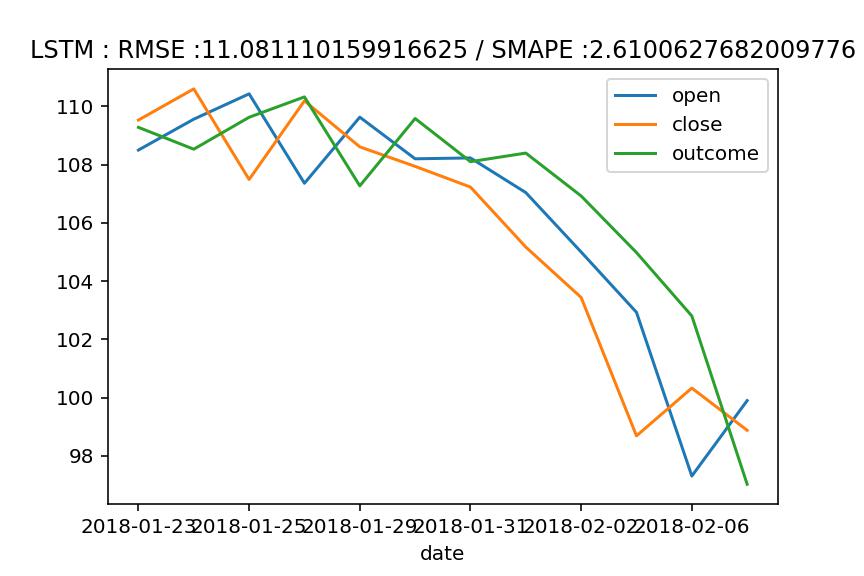 LSTM : RMSE :11.081110159916625 / SMAPE :2.6100627682009776
open
close
outcome
110
108
106
104
102
100
98
2018-01-23 2018-01-25 2018-01-29 2018-01-31 2018-02-02 2018-02-06
date